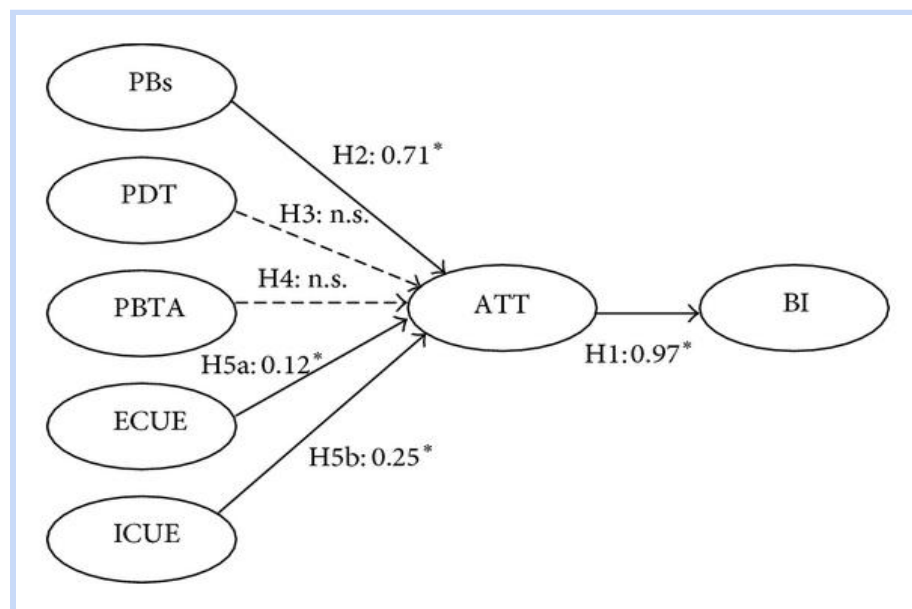 PBs
H2: 0.71*
PDT
H3: n.s.
H4: n.s.
PBTA
ATT
BI
H1:0.97*
H5a: 0.12*
ECUE
H5b: 0.25*
ICUE